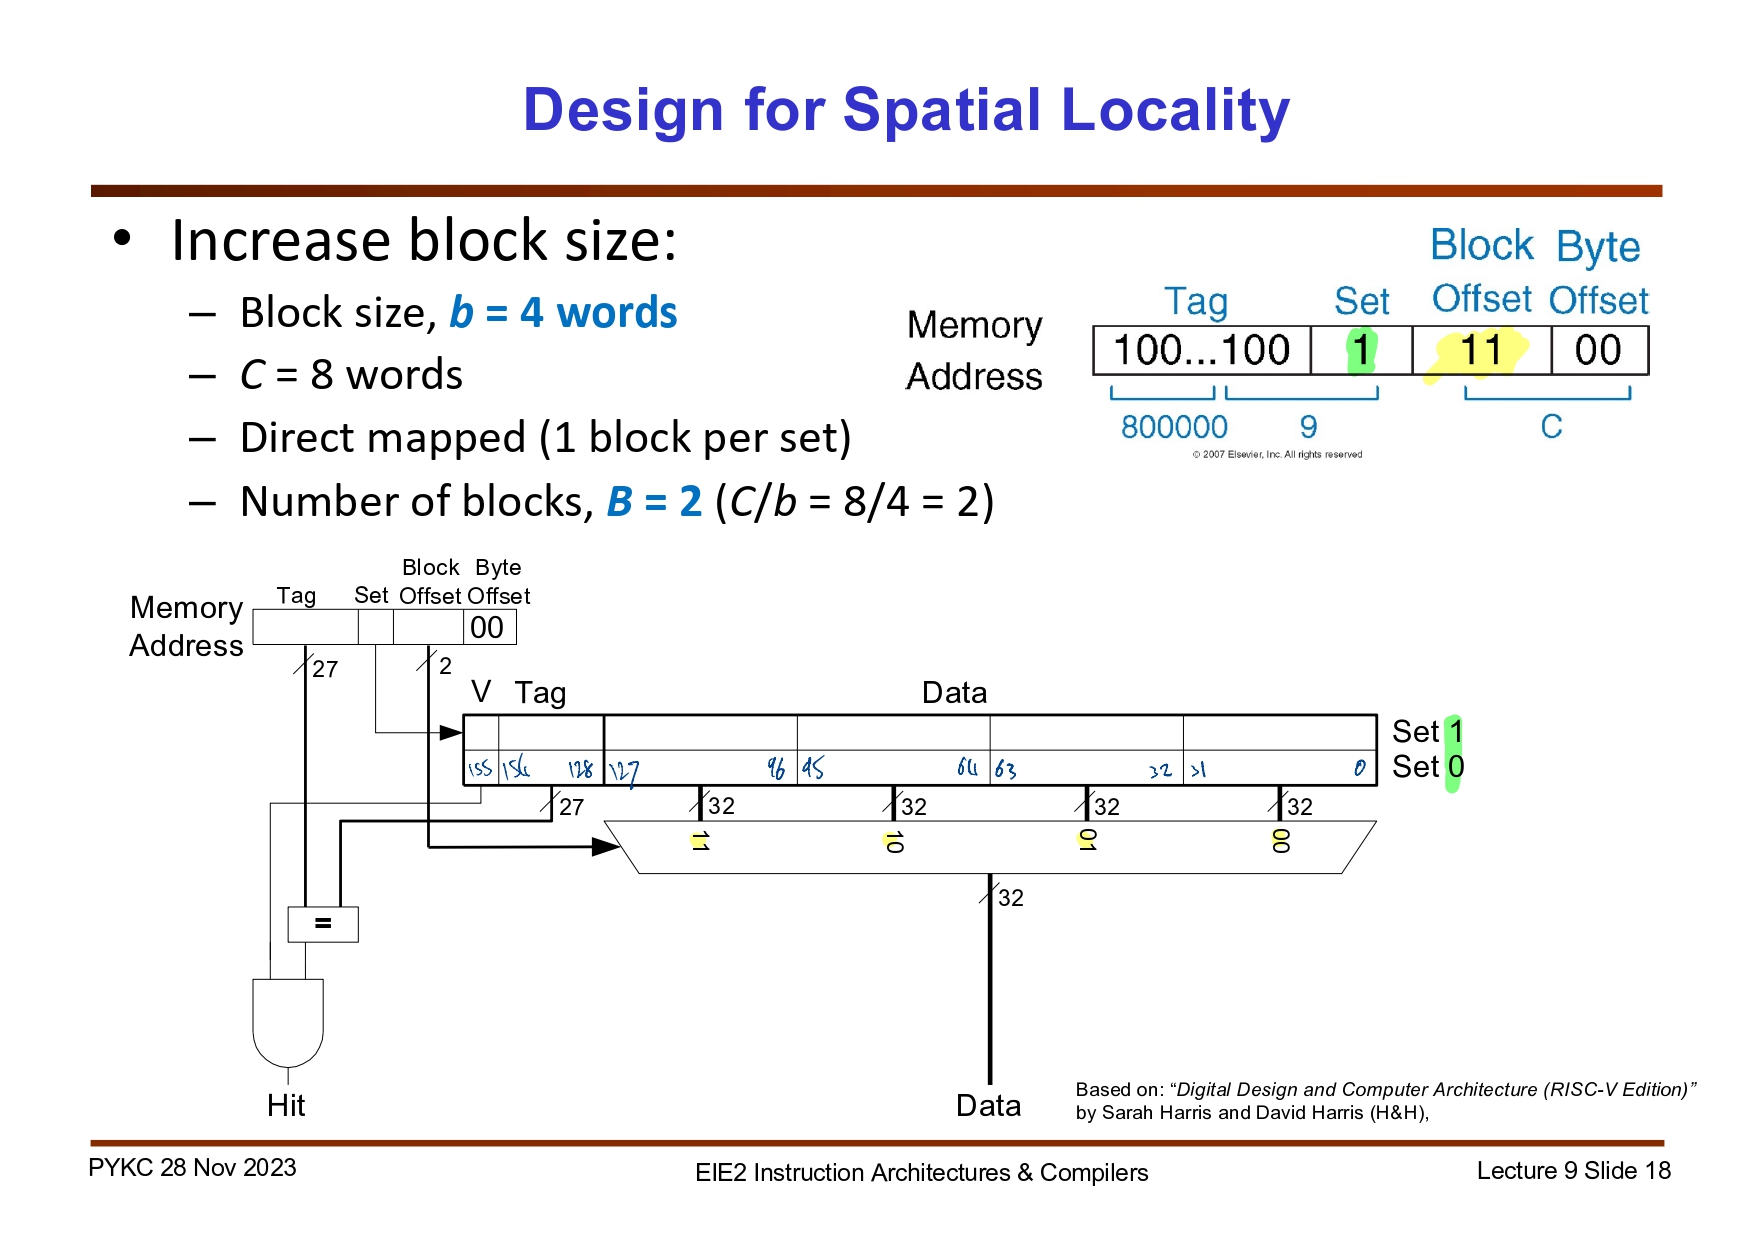 Design for Spatial Locality
• Increase block size:
– Block size, b = 4 words
– C = 8 words
– Direct mapped (1 block per set)
– Number of blocks, B = 2 (C/b = 8/4 = 2)
Block Byte
Tag Set Offset Offset
Memory
Address
100...100 1 11 00
800000 9 C
© 2007 Elsevier, Inc. All rights reserved
Block Byte
Tag Set Offset Offset
Memory
Address
00
27 2
V Tag Data
Set 1
155 154 128 127 96 95 64 63 32 31 0 Set 0
27 32 32 32 32
11 10 01 00
32
=
Hit
Data
Based on: “Digital Design and Computer Architecture (RISC-V Edition)”
by Sarah Harris and David Harris (H&H),
PYKC 28 Nov 2023 EIE2 Instruction Architectures & Compilers Lecture 9 Slide 18